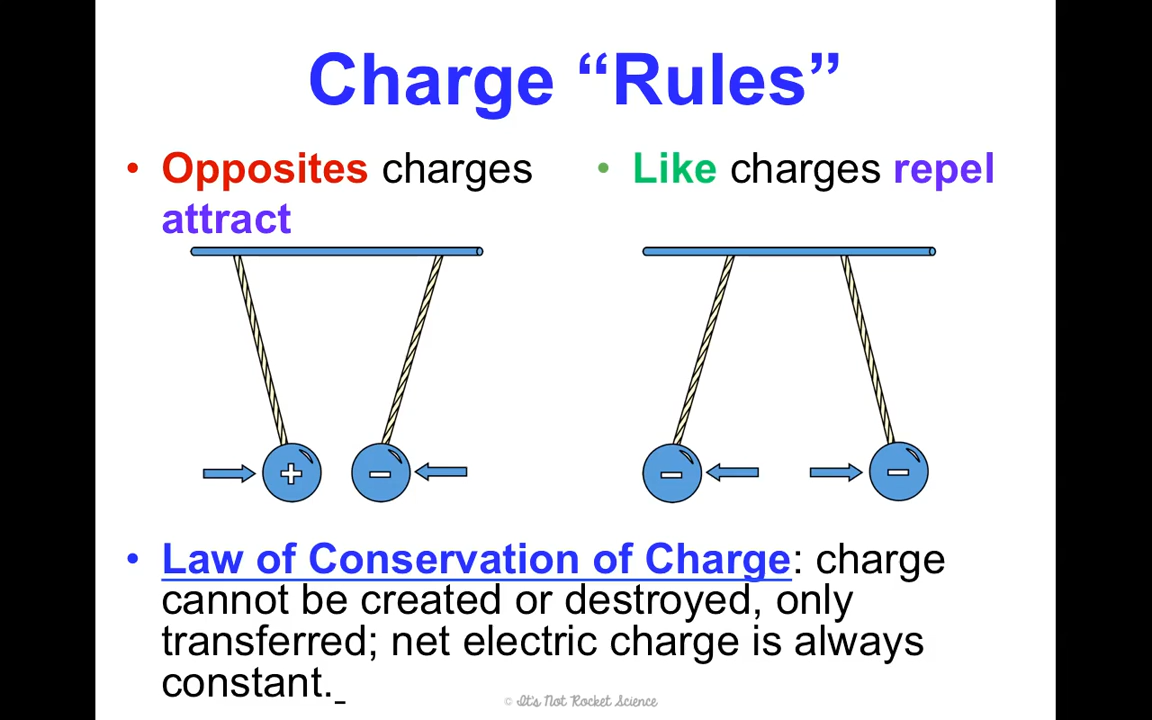 Charge “Rules”
• Opposites charges
attract
• Like charges repel
+
-
-
-
• Law of Conservation of Charge: charge
cannot be created or destroyed, only
transferred; net electric charge is always
constant.
© It's Not Rocket Science